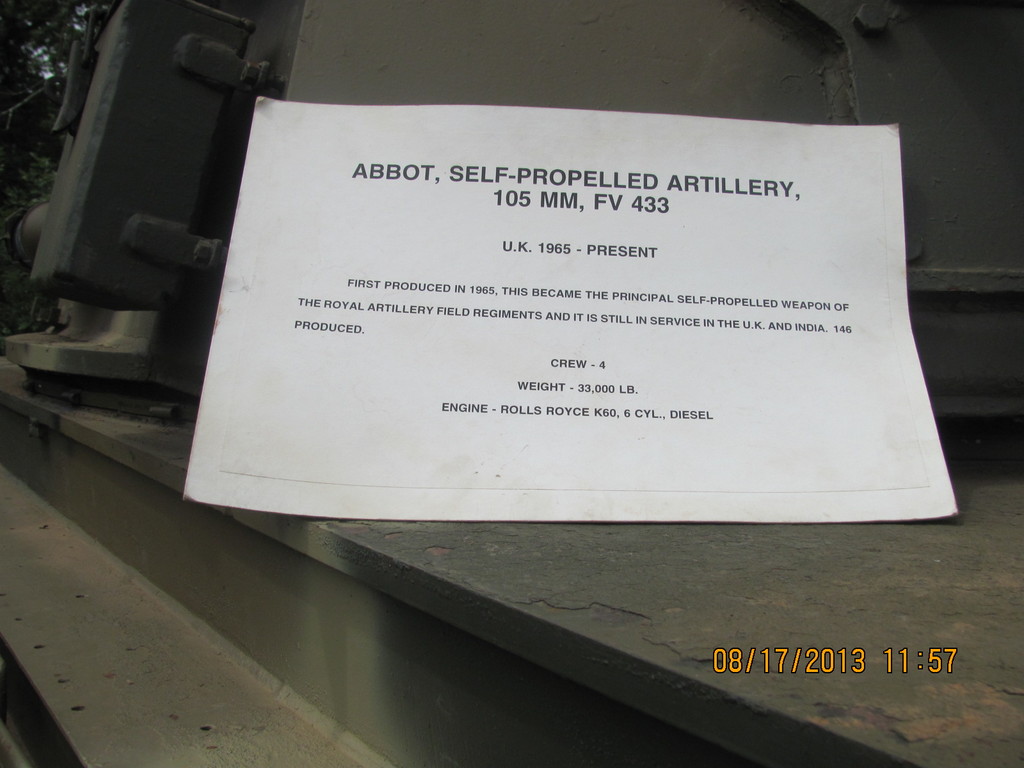 ABBOT, SELF-PROPELLED ARTILLERY,
105 MM, FV 433
U.K. 1965 - PRESENT
FIRST PRODUCED IN 1965, THIS BECAME THE PRINCIPAL SELF-PROPELLED WEAPON OF
THE ROYAL ARTILLERY FIELD REGIMENTS AND IT IS STILL IN SERVICE IN THE U.K. AND INDIA. 146
PRODUCED.
CREW - 4
WEIGHT - 33,000 LB.
ENGINE - ROLLS ROYCE K60, 6 CYL., DIESEL
08/17/2013 11:57